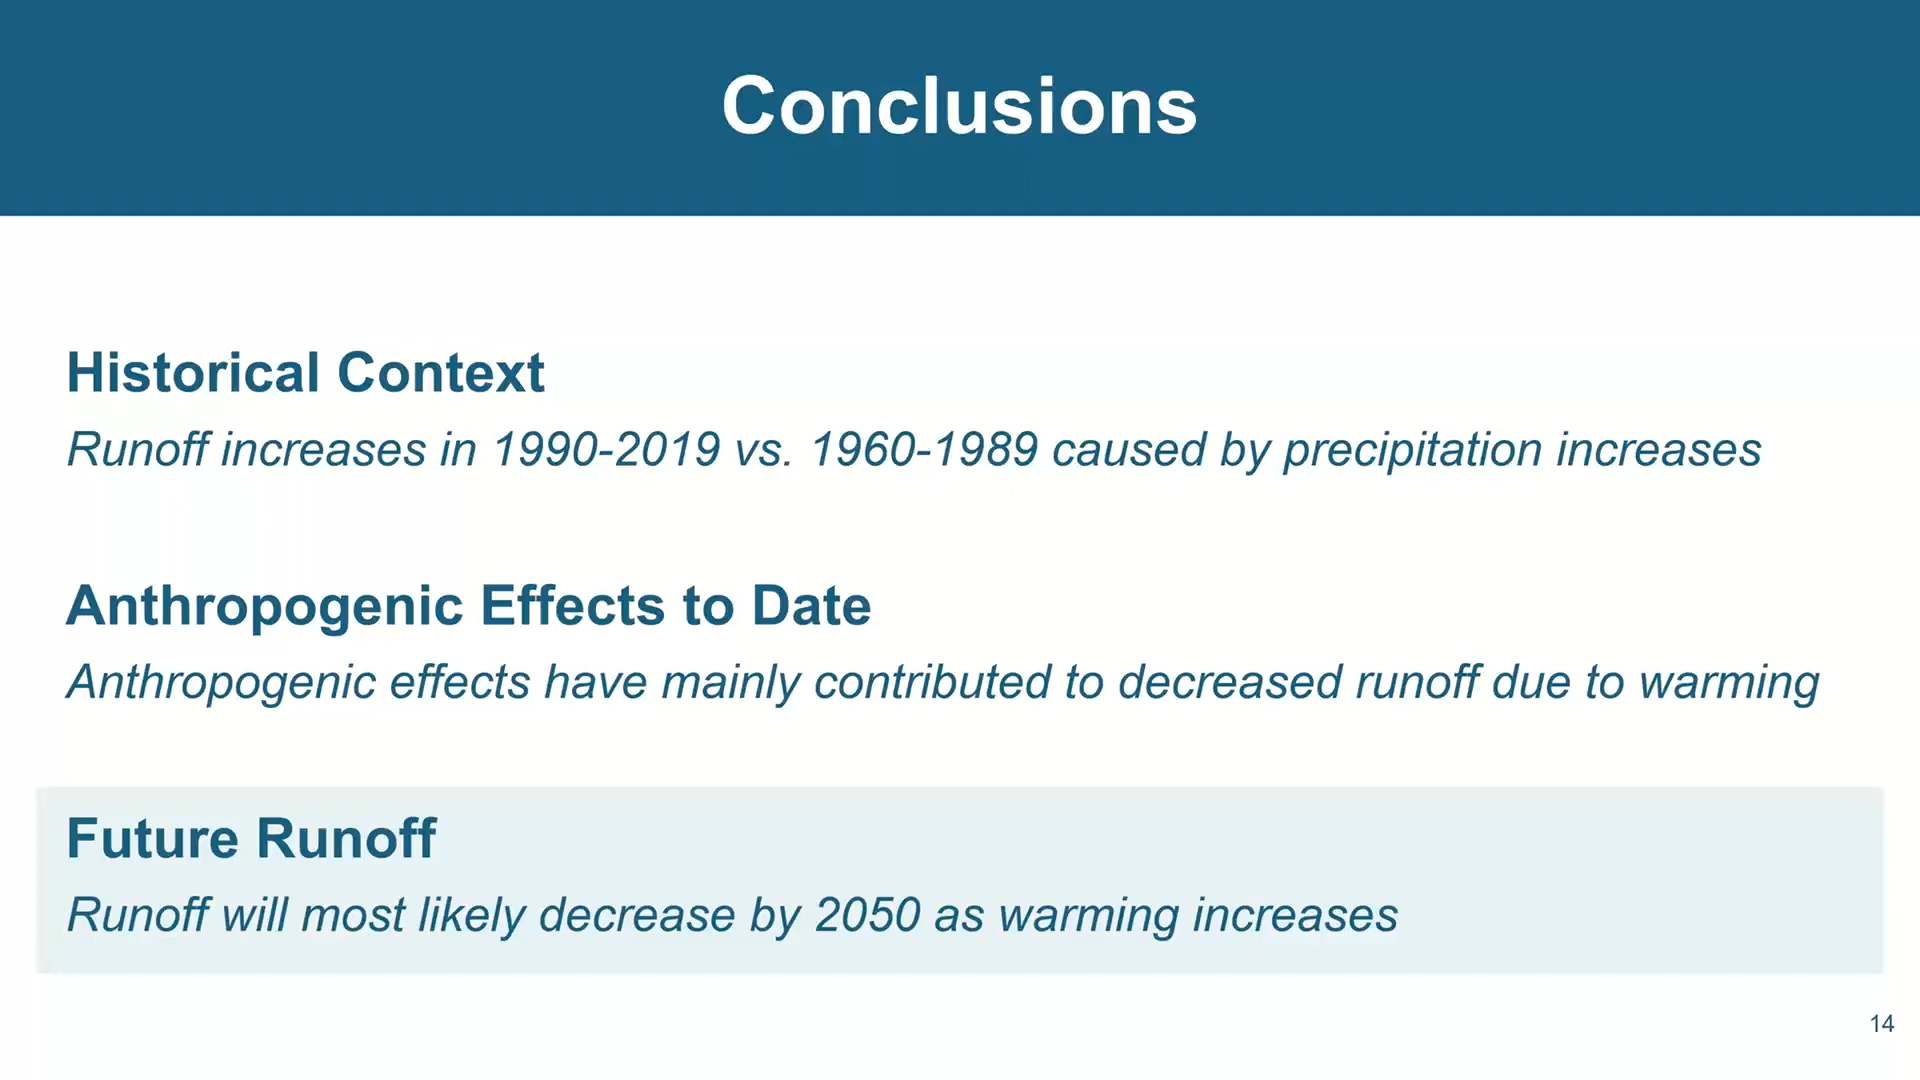 Conclusions
Historical Context
Runoff increases in 1990-2019 vs. 1960-1989 caused by precipitation increases
Anthropogenic Effects to Date
Anthropogenic effects have mainly contributed to decreased runoff due to warming
Future Runoff
Runoff will most likely decrease by 2050 as warming increases
14